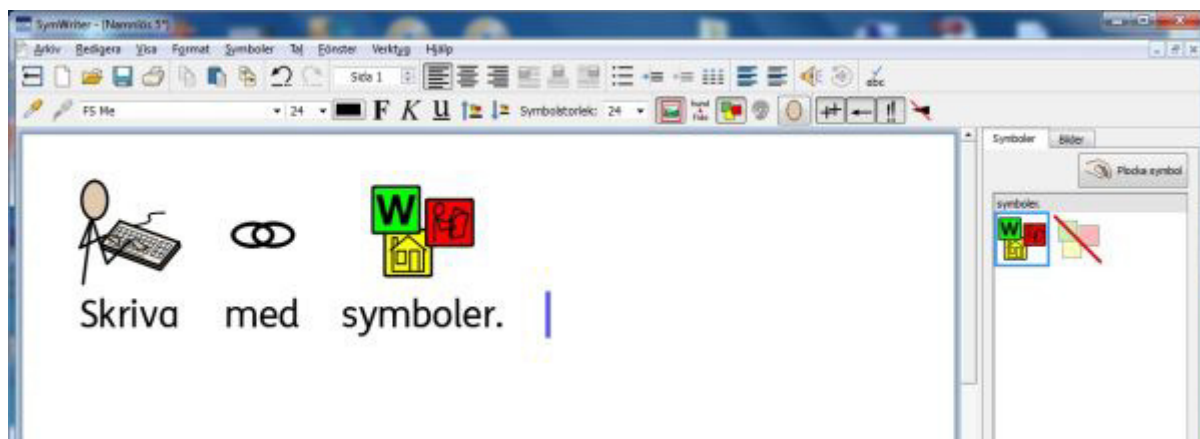 SymWriter - [Namnlös 5*]
Arkiv Redigera Visa Format Symboler Tal Fönster Verktyg Hjälp
Sida 1
abc
FS Me 24 F K U Symbolstorlek: 24
Symboler Bilder
Plocka symbol
symboler.
W
W
Skriva med symboler.